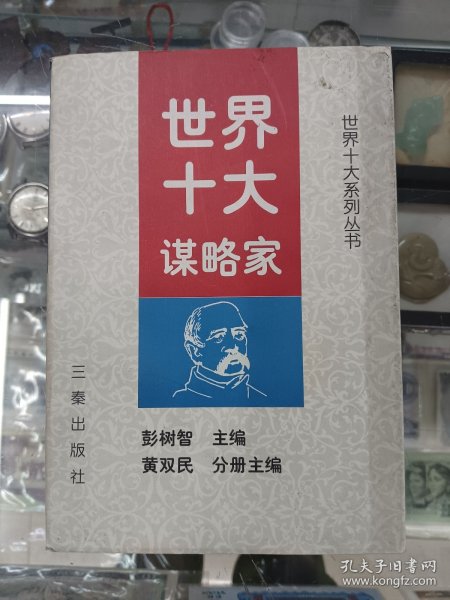 世界
十大
谋略家
世界十大系列丛书
三秦出版社
彭树智 主编
黄双民 分册主编
孔夫子旧书网
www.kongfz.com